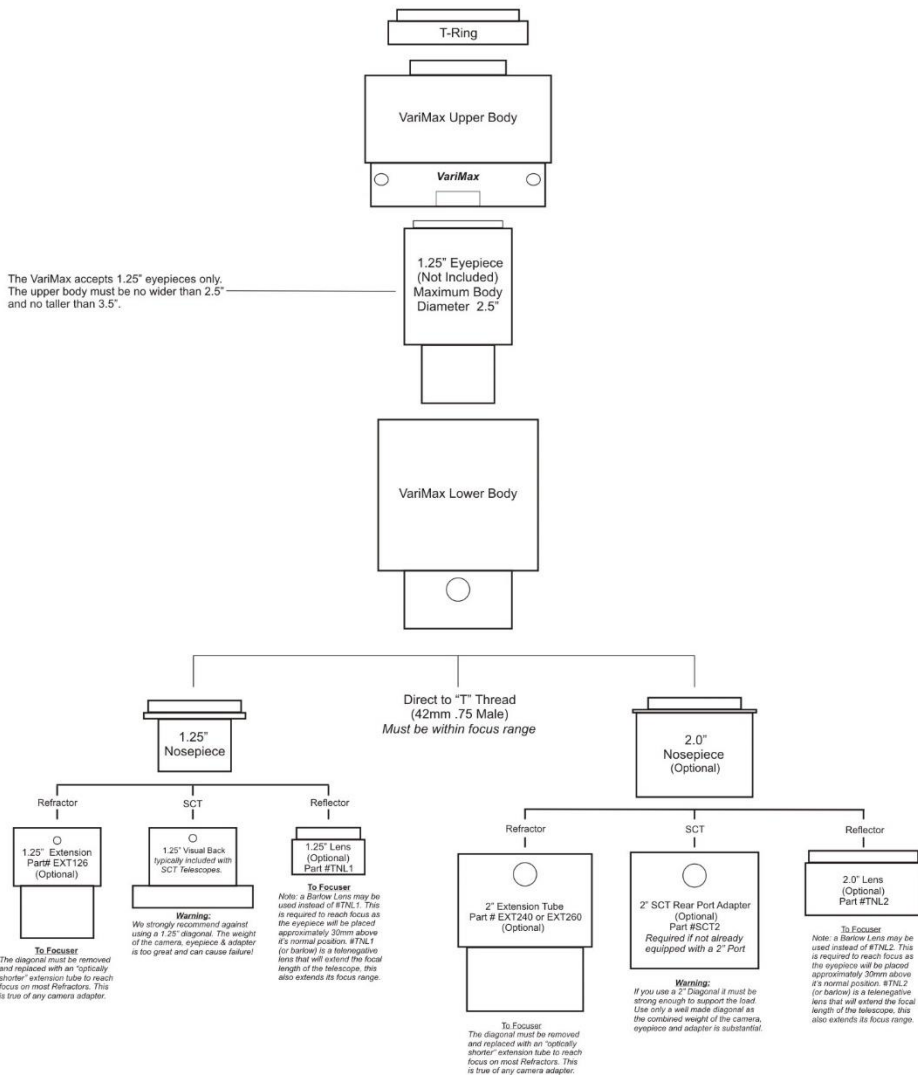 T-Ring
VariMax Upper Body
VariMax
The VariMax accepts 1.25" eyepieces only.
The upper body must be no wider than 2.5"
and no taller than 3.5".
1.25" Eyepiece
(Not Included)
Maximum Body
Diameter 2.5"
VariMax Lower Body
1.25"
Nosepiece
Direct to "T" Thread
(42mm .75 Male)
Must be within focus range
2.0"
Nosepiece
(Optional)
Refractor
SCT
Reflector
1.25" Extension
Part# EXT126
(Optional)
To Focuser
The diagonal must be removed
and replaced with an "optically
shorter" extension tube to reach
focus on most Refractors. This
is true of any camera adapter.
1.25" Visual Back
typically included with
SCT Telescopes.
Warning:
We strongly recommend against
using a 1.25" diagonal. The weight
of the camera, eyepiece & adapter
is too great and can cause failure!
1.25" Lens
(Optional)
Part #TNL1
To Focuser
Note: a Barlow Lens may be
used instead of #TNL1. This
is required to reach focus as
the eyepiece will be placed
approximately 30mm above
it's normal position. #TNL1
(or barlow) is a telenegative
lens that will extend the focal
length of the telescope, this
also extends its focus range.
Refractor
SCT
Reflector
2" Extension Tube
Part # EXT240 or EXT260
(Optional)
To Focuser
The diagonal must be removed
and replaced with an "optically
shorter" extension tube to reach
focus on most Refractors. This
is true of any camera adapter.
2" SCT Rear Port Adapter
(Optional)
Part #SCT2
Required if not already
equipped with a 2" Port
Warning:
If you use a 2" Diagonal it must be
strong enough to support the load.
Use only a well made diagonal as
the combined weight of the camera,
eyepiece and adapter is substantial.
2.0" Lens
(Optional)
Part #TNL2
To Focuser
Note: a Barlow Lens may be
used instead of #TNL2. This
is required to reach focus as
the eyepiece will be placed
approximately 30mm above
it's normal position. #TNL2
(or barlow) is a telenegative
lens that will extend the focal
length of the telescope, this
also extends its focus range.